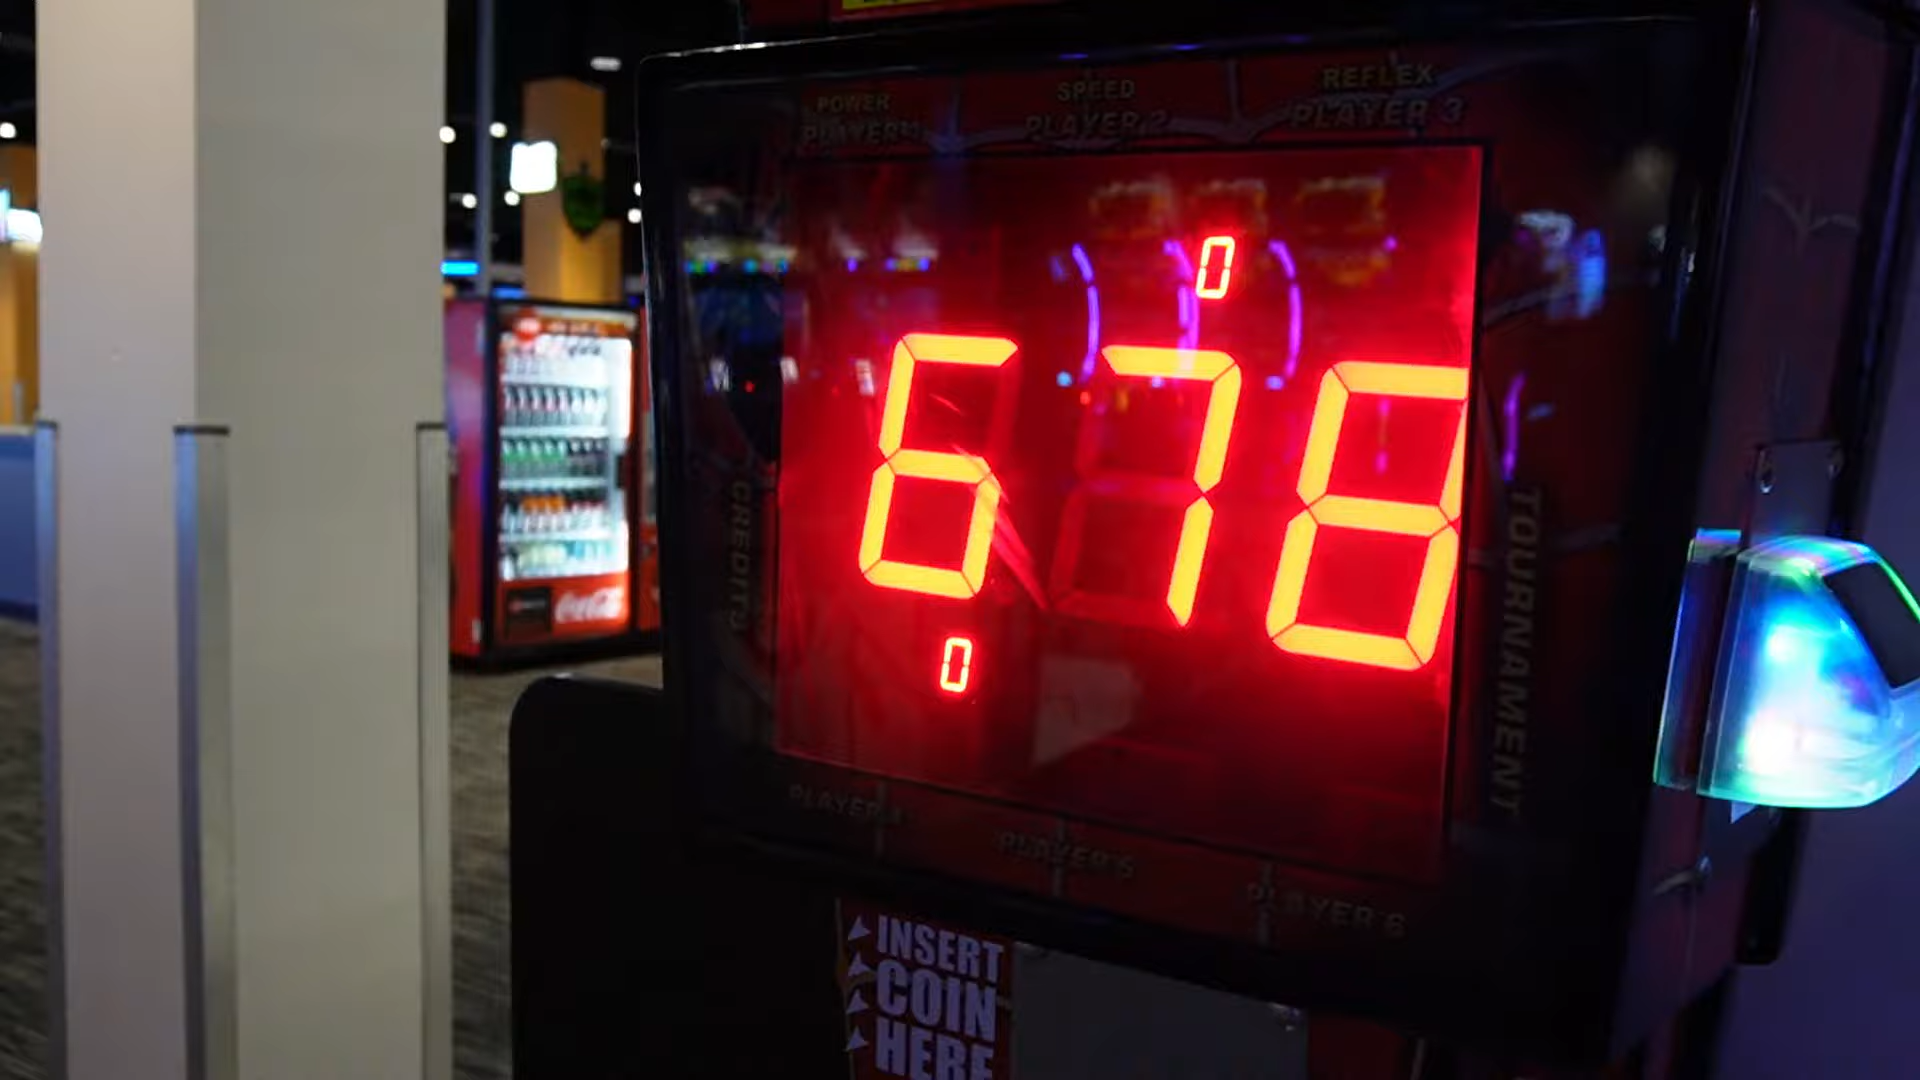 POWER SPEED REFLEX
PLAYER 1 PLAYER 2 PLAYER 3
0
678
0
CREDITS
TOURNAMENT
PLAYER 4 PLAYER 5 PLAYER 6
INSERT
COIN
HERE
Coca-Cola